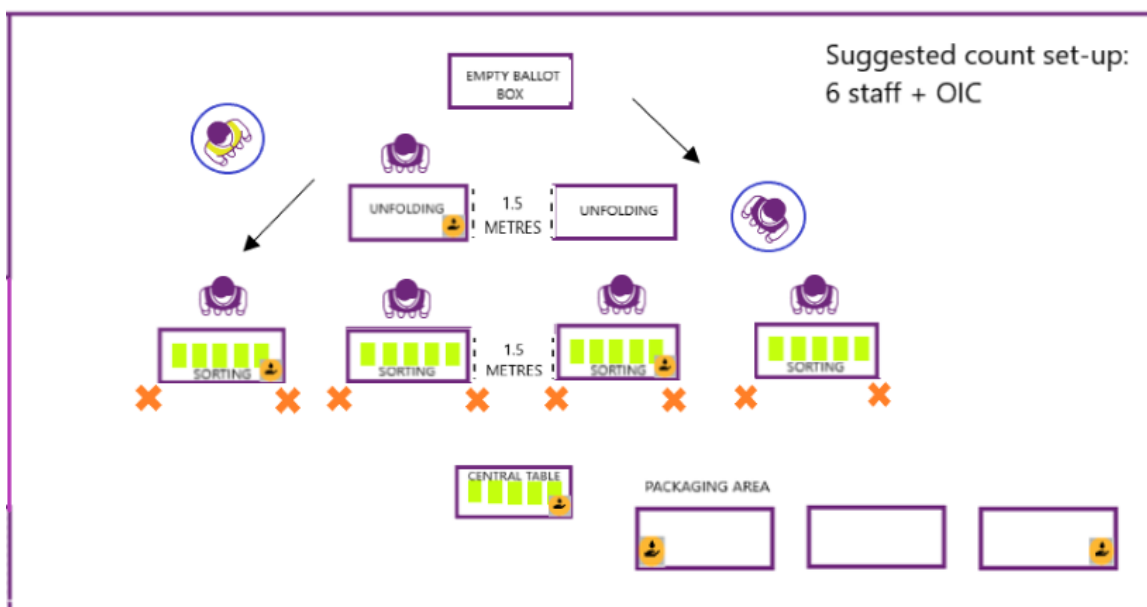 Suggested count set-up:
6 staff + OIC
EMPTY BALLOT
BOX
UNFOLDING
1.5
METRES
UNFOLDING
SORTING
SORTING
1.5
METRES
SORTING
SORTING
CENTRAL TABLE
PACKAGING AREA